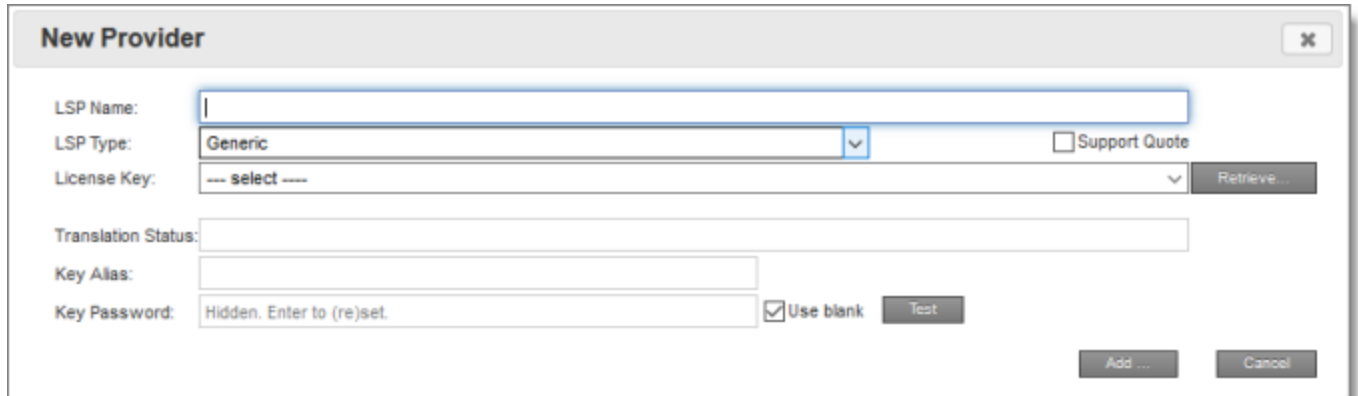 New Provider
LSP Name:
LSP Type: Generic Support Quote
License Key: --- select ---- Retrieve...
Translation Status:
Key Alias:
Key Password: Hidden. Enter to (re)set. Use blank Test
Add ... Cancel